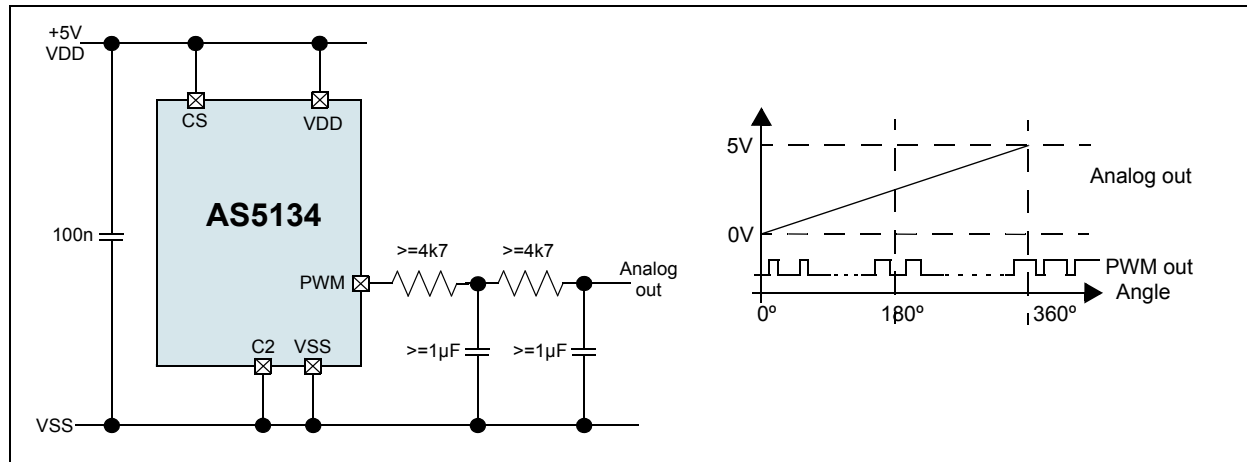 +5V
VDD
CS
VDD
AS5134
100n
PWM
>=4k7
>=4k7
Analog
out
C2
VSS
>=1µF
>=1µF
VSS
5V
Analog out
0V
PWM out
Angle
0º
180º
360º